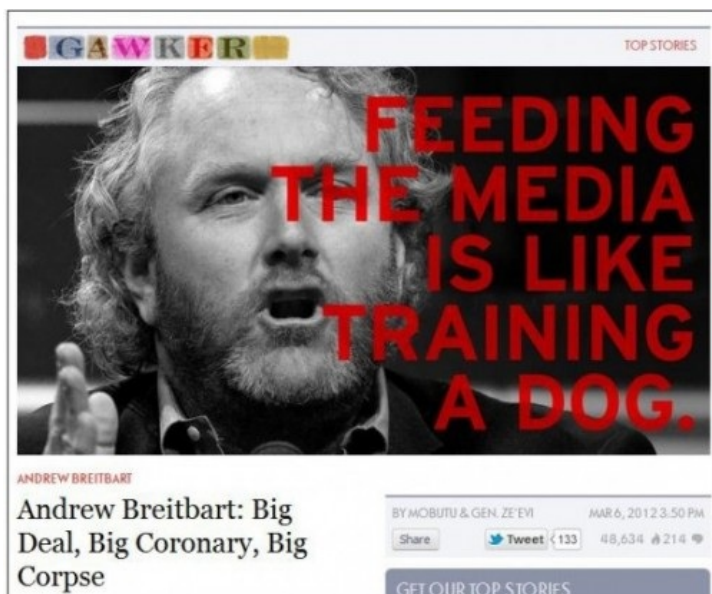 GAWKER
TOP STORIES
FEEDING
THE MEDIA
IS LIKE
TRAINING
A DOG.
ANDREW BREITBART
Andrew Breitbart: Big
Deal, Big Coronary, Big
Corpse
BY MOBUTU & GEN. ZE'EVI MAR 6, 2012 3:50 PM
Share Tweet 133 48,634 214
GET OUR TOP STORIES